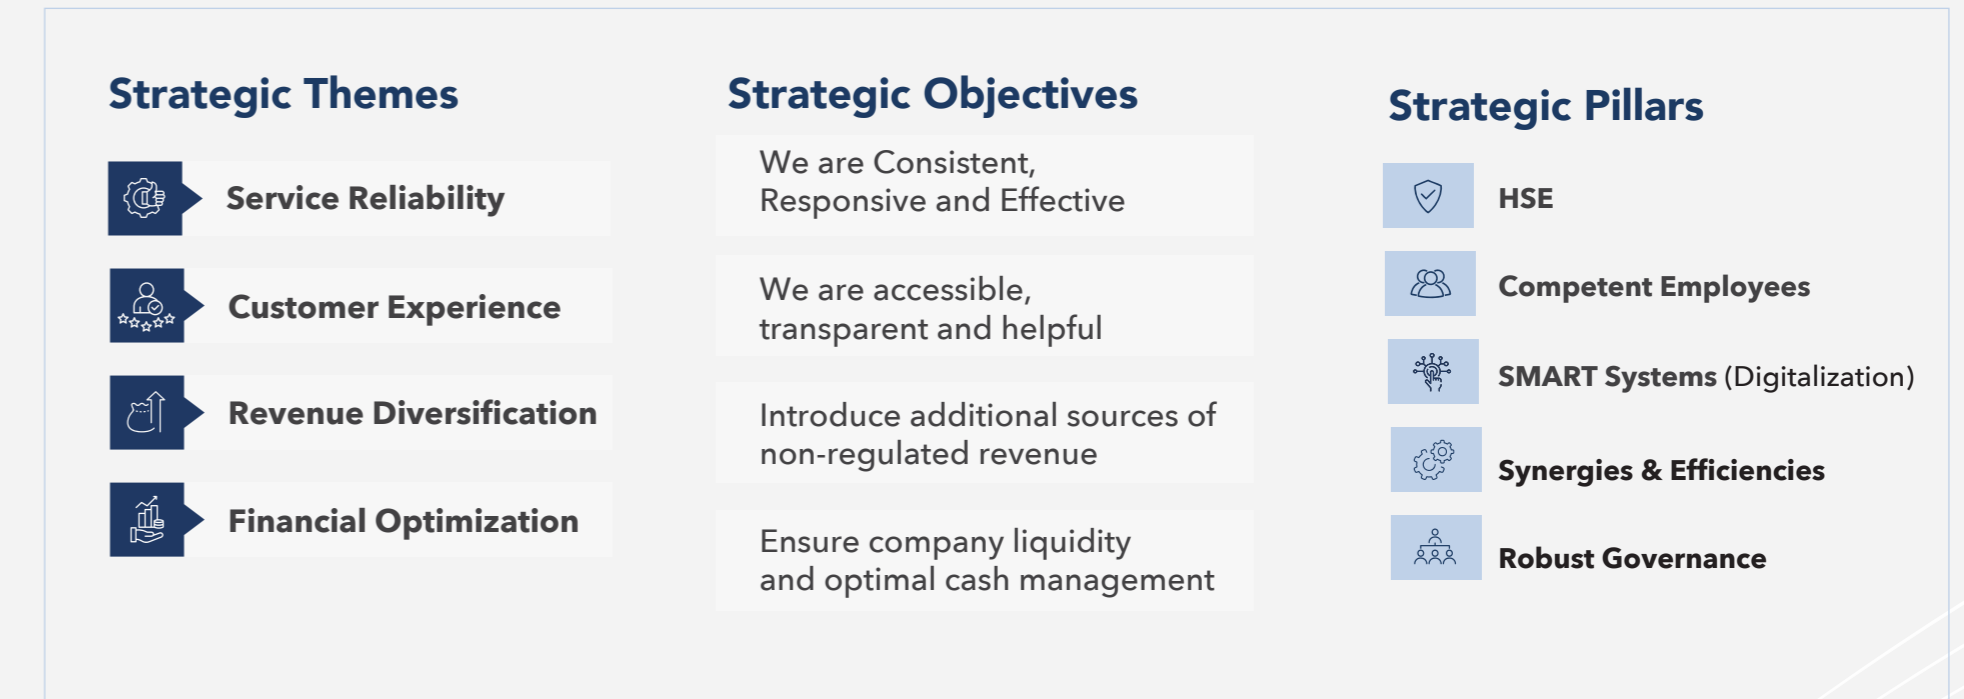 Strategic Themes
Service Reliability
Customer Experience
Revenue Diversification
Financial Optimization
Strategic Objectives
We are Consistent,
Responsive and Effective
We are accessible,
transparent and helpful
Introduce additional sources of
non-regulated revenue
Ensure company liquidity
and optimal cash management
Strategic Pillars
HSE
Competent Employees
SMART Systems (Digitalization)
Synergies & Efficiencies
Robust Governance